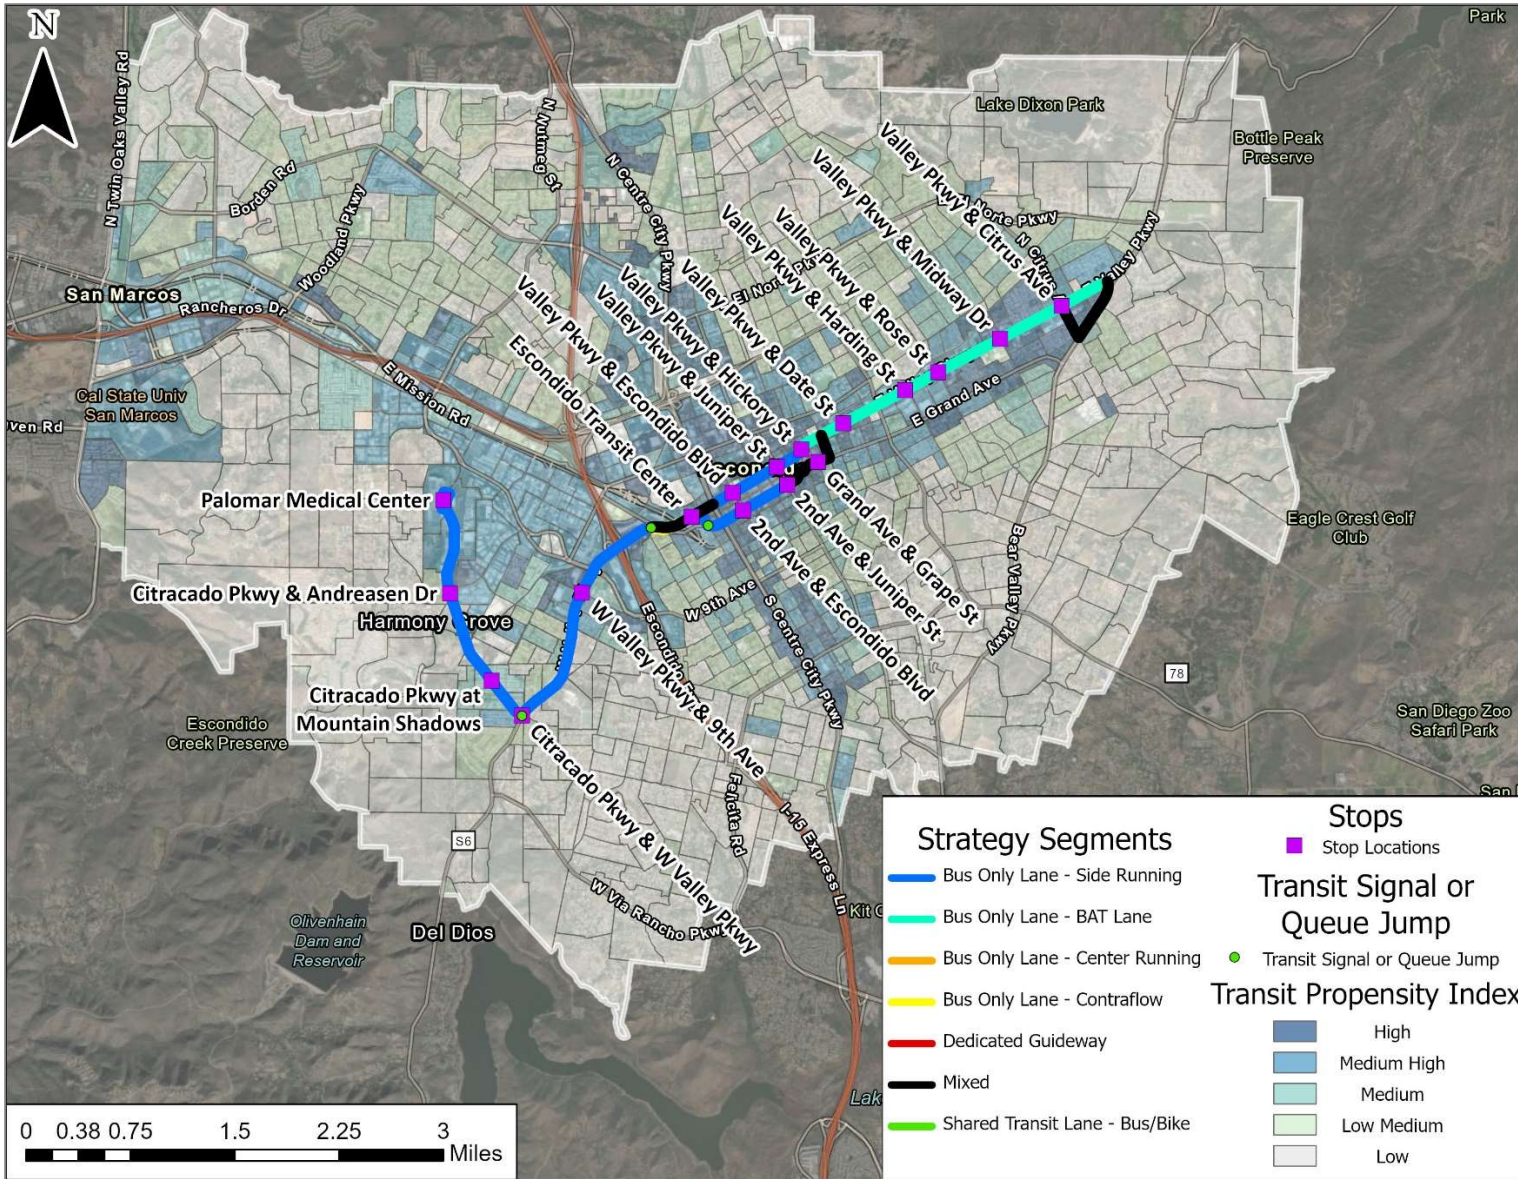 N
Park
Lake Dixon Park
Bottle Peak
Preserve
N Twin Oaks Valley Rd
Borden Rd
Woodland Pkwy
N Nutmeg St
N Centre City Pkwy
San Marcos
Rancheros Dr
E Mission Rd
Cal State Univ
San Marcos
ven Rd
El Nort
Norte Pkwy
N Citrus
lley Pkwy
E Grand Ave
Bear Valley Pkwy
Eagle Crest Golf
Club
Valley Pkwy & Citrus Ave
Valley Pkwy & Midway Dr
Valley Pkwy & Rose St
Valley Pkwy & Harding St
Valley Pkwy & Date St
Valley Pkwy & Hickory St
Valley Pkwy & Juniper St
Valley Pkwy & Escondido Blvd
Escondido Transit Center
Grand Ave & Grape St
2nd Ave & Juniper St
2nd Ave & Escondido Blvd
W 9th Ave
S Centre City Pkwy
Palomar Medical Center
Citracado Pkwy & Andreasen Dr
Citracado Pkwy at
Mountain Shadows
W Valley Pkwy & 9th Ave
Citracado Pkwy & W Valley Pkwy
Escondido
Creek Preserve
78
San Diego Zoo
Safari Park
San
S6
Felicita Rd
I-15 Express Ln
W Via Rancho Pkwy
Kit C
Olivenhain
Dam and
Reservoir
Del Dios
Lak
0 0.38 0.75 1.5 2.25 3
Miles
Strategy Segments
Bus Only Lane - Side Running
Bus Only Lane - BAT Lane
Bus Only Lane - Center Running
Bus Only Lane - Contraflow
Dedicated Guideway
Mixed
Shared Transit Lane - Bus/Bike
Stops
Stop Locations
Transit Signal or
Queue Jump
Transit Signal or Queue Jump
Transit Propensity Index
High
Medium High
Medium
Low Medium
Low